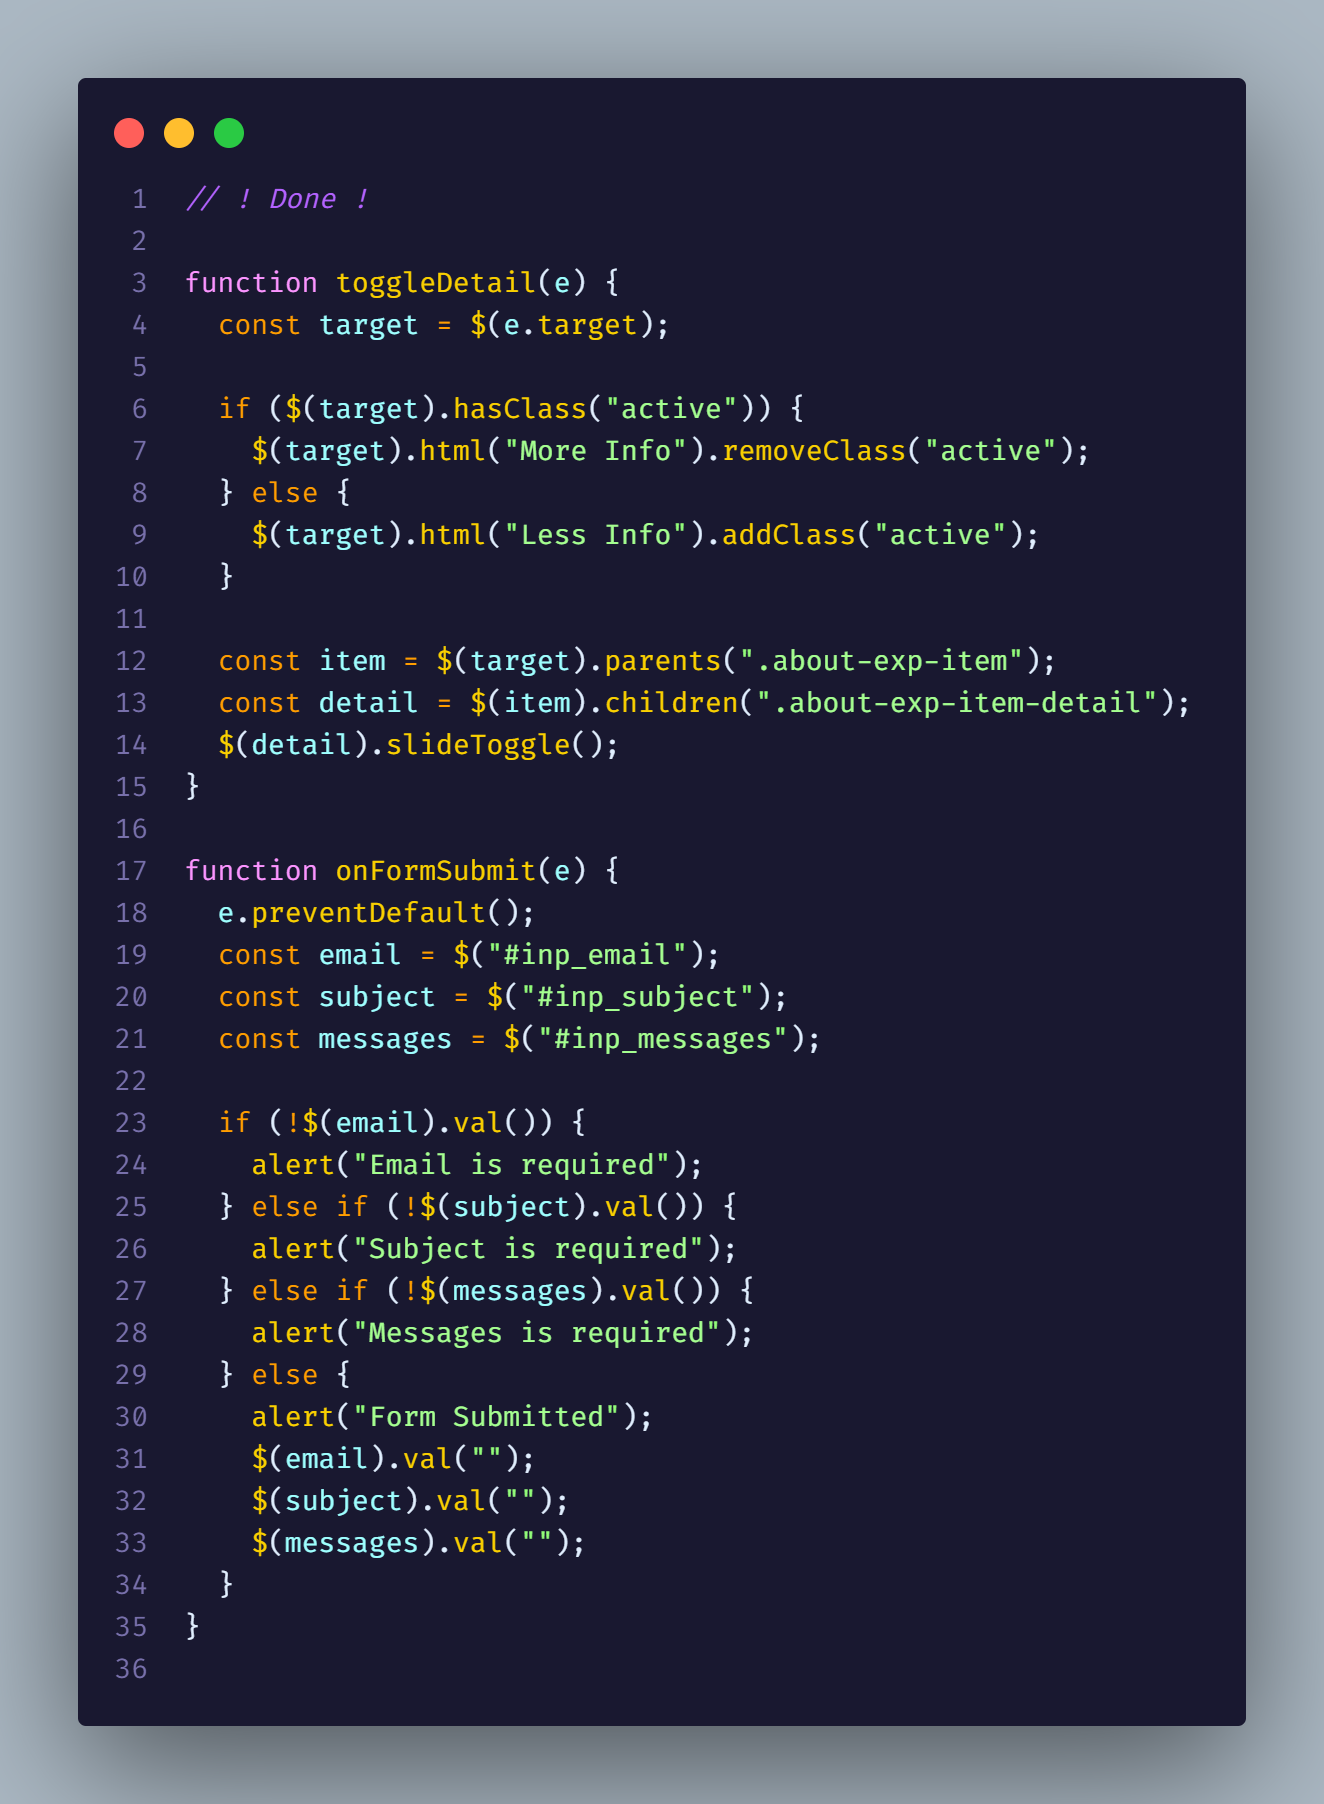 1 // ! Done !
2
3 function toggleDetail(e) {
4   const target = $(e.target);
5
6   if ($(target).hasClass("active")) {
7     $(target).html("More Info").removeClass("active");
8   } else {
9     $(target).html("Less Info").addClass("active");
10   }
11
12   const item = $(target).parents(".about-exp-item");
13   const detail = $(item).children(".about-exp-item-detail");
14   $(detail).slideToggle();
15 }
16
17 function onFormSubmit(e) {
18   e.preventDefault();
19   const email = $("#inp_email");
20   const subject = $("#inp_subject");
21   const messages = $("#inp_messages");
22
23   if (!$(email).val()) {
24     alert("Email is required");
25   } else if (!$(subject).val()) {
26     alert("Subject is required");
27   } else if (!$(messages).val()) {
28     alert("Messages is required");
29   } else {
30     alert("Form Submitted");
31     $(email).val("");
32     $(subject).val("");
33     $(messages).val("");
34   }
35 }
36